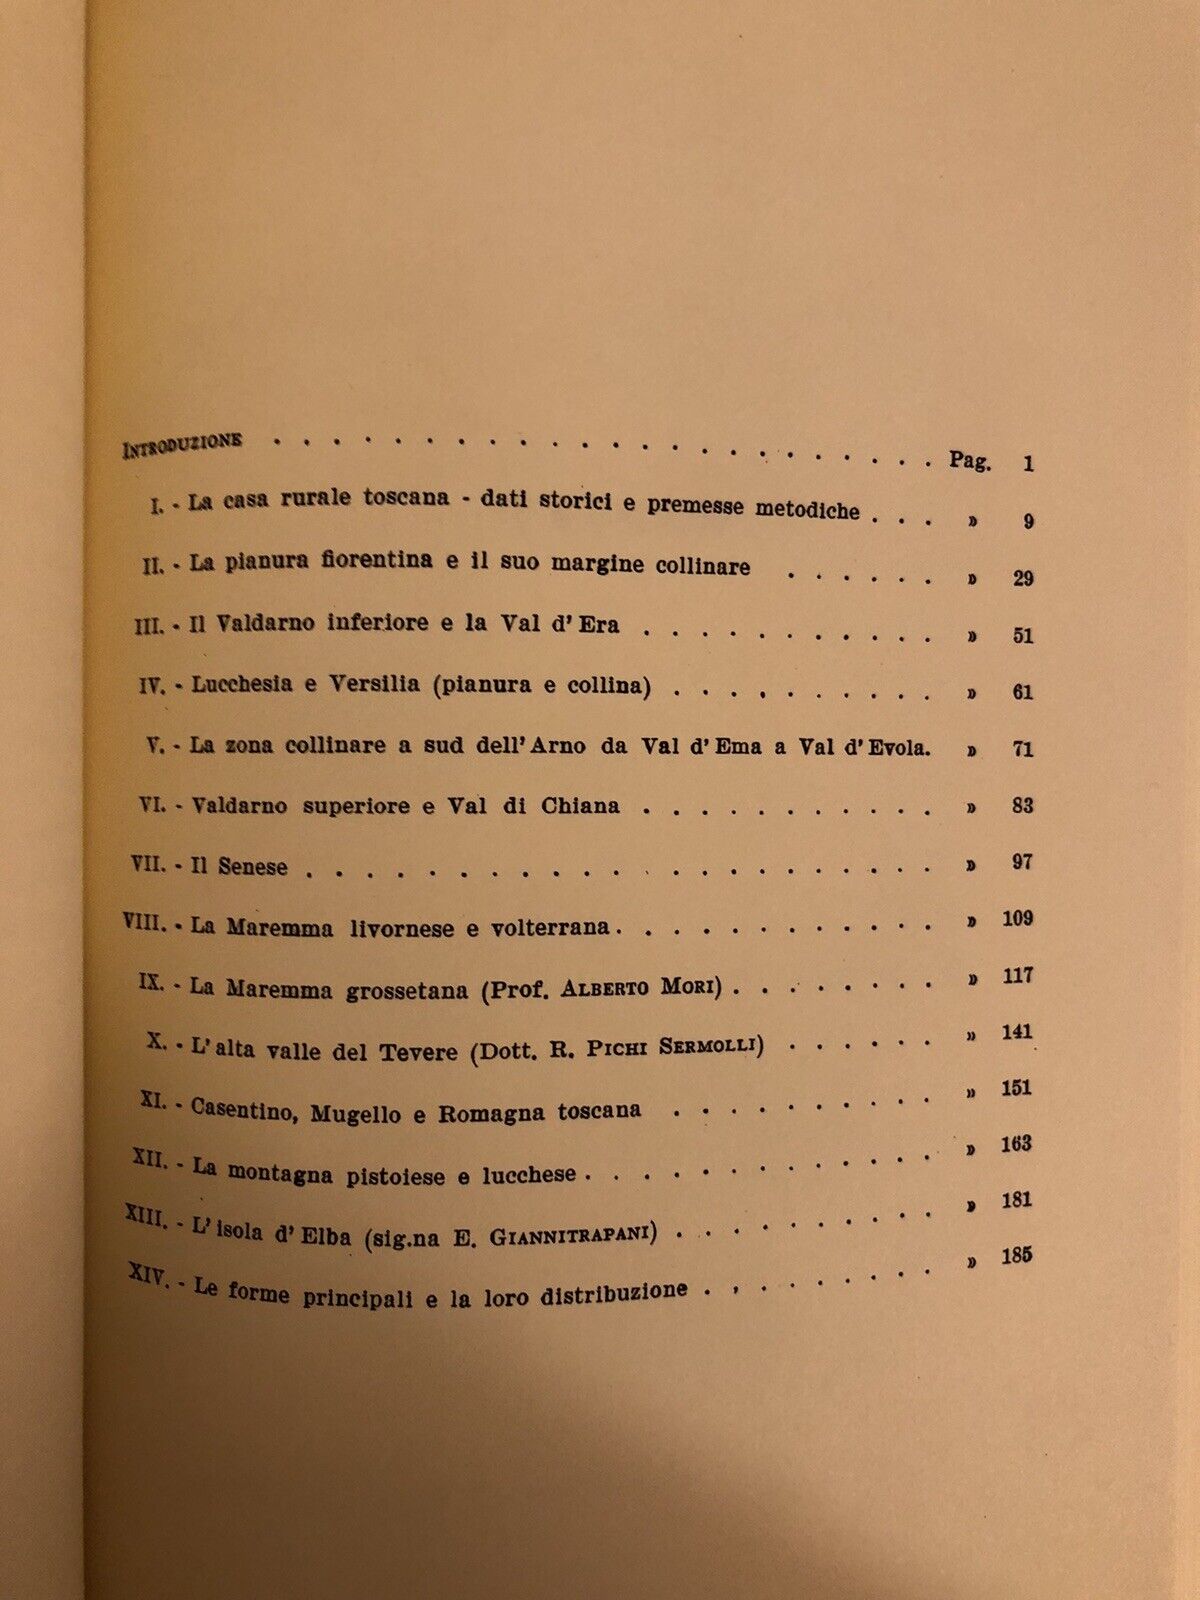 INTRODUZIONE . . . . . . . . . . . . . . . . . . . . . . Pag. 1
I. - La casa rurale toscana - dati storici e premesse metodiche . . . » 9
II. - La pianura fiorentina e il suo margine collinare . . . . . . » 29
III. - Il Valdarno inferiore e la Val d' Era . . . . . . . . . . . » 51
IV. - Lucchesia e Versilia (pianura e collina) . . . . . . . . . . » 61
V. - La zona collinare a sud dell' Arno da Val d' Ema a Val d' Evola. » 71
VI. - Valdarno superiore e Val di Chiana . . . . . . . . . . . » 83
VII. - Il Senese . . . . . . . . . . . . . . . . . . . . . . » 97
VIII. - La Maremma livornese e volterrana . . . . . . . . . . . . » 109
IX. - La Maremma grossetana (Prof. ALBERTO MORI) . . . . . . . . » 117
X. - L' alta valle del Tevere (Dott. R. PICHI SERMOLLI) . . . . . . » 141
XI. - Casentino, Mugello e Romagna toscana . . . . . . . . . . » 151
XII. - La montagna pistoiese e lucchese . . . . . . . . . . . . . » 163
XIII. - L' isola d' Elba (sig.na E. GIANNITRAPANI) . . . . . . . . . . » 181
XIV. - Le forme principali e la loro distribuzione . . . . . . . . . » 185